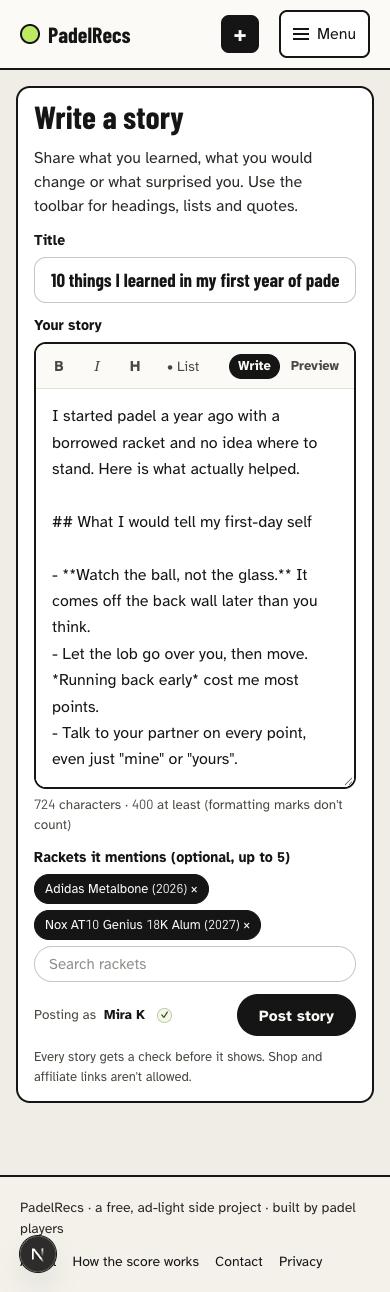 PadelRecs
+
Menu
Write a story
Share what you learned, what you would
change or what surprised you. Use the
toolbar for headings, lists and quotes.
Title
10 things I learned in my first year of pade
Your story
B I H • List Write Preview
I started padel a year ago with a
borrowed racket and no idea where to
stand. Here is what actually helped.
## What I would tell my first-day self
- **Watch the ball, not the glass.** It
comes off the back wall later than you
think.
- Let the lob go over you, then move.
*Running back early* cost me most
points.
- Talk to your partner on every point,
even just "mine" or "yours".
724 characters · 400 at least (formatting marks don't
count)
Rackets it mentions (optional, up to 5)
Adidas Metalbone (2026) ×
Nox AT10 Genius 18K Alum (2027) ×
Search rackets
Posting as Mira K
Post story
Every story gets a check before it shows. Shop and
affiliate links aren't allowed.
PadelRecs · a free, ad-light side project · built by padel
players
N
How the score works Contact Privacy